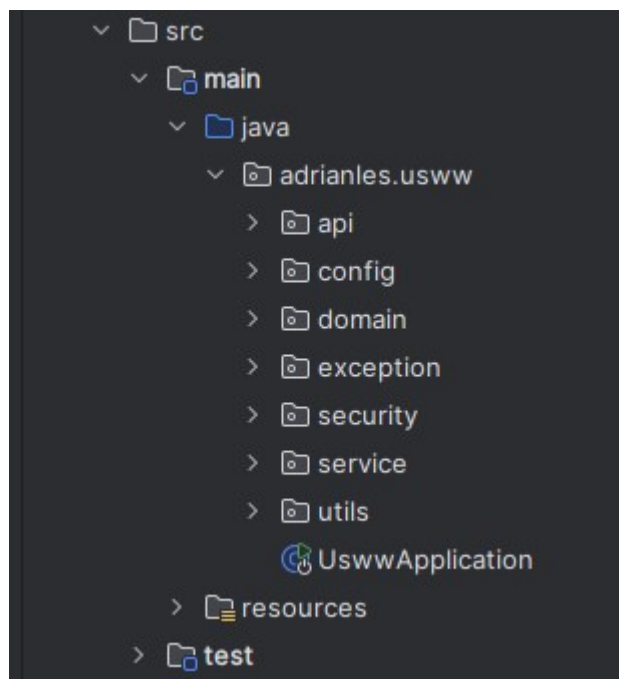 src
main
java
adrianles.usww
api
config
domain
exception
security
service
utils
UswwApplication
resources
test